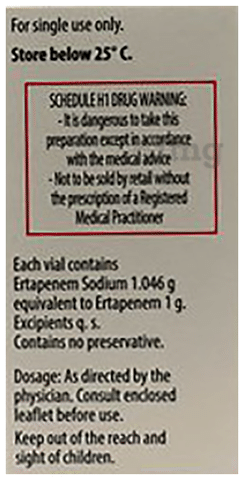 For single use only.
Store below 25° C.
SCHEDULE H1 DRUG WARNING:
- It is dangerous to take this
preparation except in accordance
with the medical advice
- Not to be sold by retail without
the prescription of a Registered
Medical Practitioner
Each vial contains
Ertapenem Sodium 1.046 g
equivalent to Ertapenem 1 g.
Excipients q. s.
Contains no preservative.
Dosage: As directed by the
physician. Consult enclosed
leaflet before use.
Keep out of the reach and
sight of children.